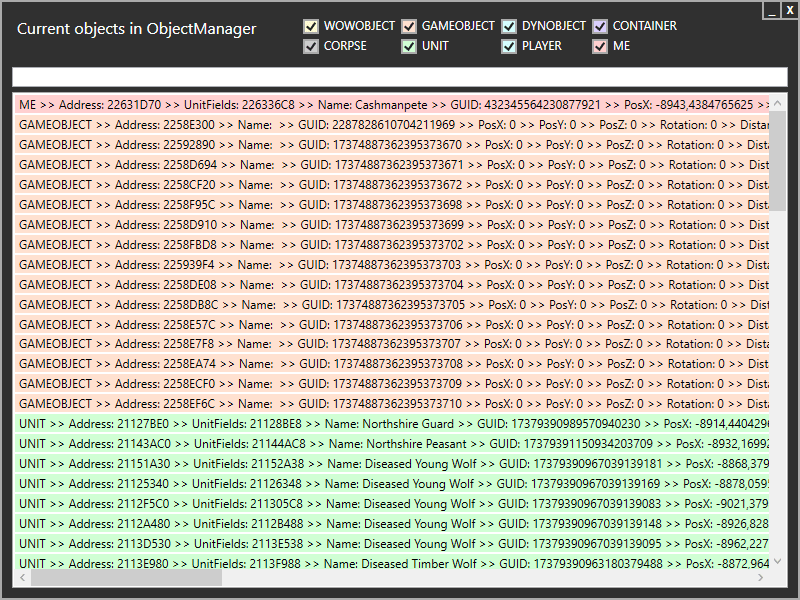 Current objects in ObjectManager
WOWOBJECT GAMEOBJECT DYNOBJECT CONTAINER
CORPSE UNIT PLAYER ME
ME >> Address: 22631D70 >> UnitFields: 226336C8 >> Name: Cashmanpete >> GUID: 432345564230877921 >> PosX: -8943,4384765625 >>
GAMEOBJECT >> Address: 2258E300 >> Name:  >> GUID: 2287828610704211969 >> PosX: 0 >> PosY: 0 >> PosZ: 0 >> Rotation: 0 >> Distan
GAMEOBJECT >> Address: 22592890 >> Name:  >> GUID: 17374887362395373670 >> PosX: 0 >> PosY: 0 >> PosZ: 0 >> Rotation: 0 >> Dista
GAMEOBJECT >> Address: 2258D694 >> Name:  >> GUID: 17374887362395373671 >> PosX: 0 >> PosY: 0 >> PosZ: 0 >> Rotation: 0 >> Dista
GAMEOBJECT >> Address: 2258CF20 >> Name:  >> GUID: 17374887362395373672 >> PosX: 0 >> PosY: 0 >> PosZ: 0 >> Rotation: 0 >> Dista
GAMEOBJECT >> Address: 2258F95C >> Name:  >> GUID: 17374887362395373698 >> PosX: 0 >> PosY: 0 >> PosZ: 0 >> Rotation: 0 >> Dista
GAMEOBJECT >> Address: 2258D910 >> Name:  >> GUID: 17374887362395373699 >> PosX: 0 >> PosY: 0 >> PosZ: 0 >> Rotation: 0 >> Dista
GAMEOBJECT >> Address: 2258FBD8 >> Name:  >> GUID: 17374887362395373702 >> PosX: 0 >> PosY: 0 >> PosZ: 0 >> Rotation: 0 >> Dista
GAMEOBJECT >> Address: 225939F4 >> Name:  >> GUID: 17374887362395373703 >> PosX: 0 >> PosY: 0 >> PosZ: 0 >> Rotation: 0 >> Dista
GAMEOBJECT >> Address: 2258DE08 >> Name:  >> GUID: 17374887362395373704 >> PosX: 0 >> PosY: 0 >> PosZ: 0 >> Rotation: 0 >> Dista
GAMEOBJECT >> Address: 2258DB8C >> Name:  >> GUID: 17374887362395373705 >> PosX: 0 >> PosY: 0 >> PosZ: 0 >> Rotation: 0 >> Dist
GAMEOBJECT >> Address: 2258E57C >> Name:  >> GUID: 17374887362395373706 >> PosX: 0 >> PosY: 0 >> PosZ: 0 >> Rotation: 0 >> Dista
GAMEOBJECT >> Address: 2258E7F8 >> Name:  >> GUID: 17374887362395373707 >> PosX: 0 >> PosY: 0 >> PosZ: 0 >> Rotation: 0 >> Dista
GAMEOBJECT >> Address: 2258EA74 >> Name:  >> GUID: 17374887362395373708 >> PosX: 0 >> PosY: 0 >> PosZ: 0 >> Rotation: 0 >> Dista
GAMEOBJECT >> Address: 2258ECF0 >> Name:  >> GUID: 17374887362395373709 >> PosX: 0 >> PosY: 0 >> PosZ: 0 >> Rotation: 0 >> Dista
GAMEOBJECT >> Address: 2258EF6C >> Name:  >> GUID: 17374887362395373710 >> PosX: 0 >> PosY: 0 >> PosZ: 0 >> Rotation: 0 >> Dista
UNIT >> Address: 21127BE0 >> UnitFields: 21128BE8 >> Name: Northshire Guard >> GUID: 17379390989570940230 >> PosX: -8914,440429
UNIT >> Address: 21143AC0 >> UnitFields: 21144AC8 >> Name: Northshire Peasant >> GUID: 17379391150934203709 >> PosX: -8932,16992
UNIT >> Address: 21151A30 >> UnitFields: 21152A38 >> Name: Diseased Young Wolf >> GUID: 17379390967039139181 >> PosX: -8868,379
UNIT >> Address: 21125340 >> UnitFields: 21126348 >> Name: Diseased Young Wolf >> GUID: 17379390967039139169 >> PosX: -8878,0595
UNIT >> Address: 2112F5C0 >> UnitFields: 211305C8 >> Name: Diseased Young Wolf >> GUID: 17379390967039139083 >> PosX: -9021,379
UNIT >> Address: 2112A480 >> UnitFields: 2112B488 >> Name: Diseased Young Wolf >> GUID: 17379390967039139148 >> PosX: -8926,828
UNIT >> Address: 2113D530 >> UnitFields: 2113E538 >> Name: Diseased Young Wolf >> GUID: 17379390967039139095 >> PosX: -8962,227
UNIT >> Address: 2113E980 >> UnitFields: 2113F988 >> Name: Diseased Timber Wolf >> GUID: 17379390963180379488 >> PosX: -8872,964